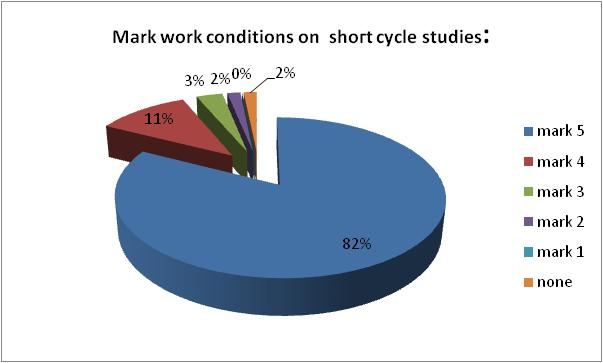 Mark work conditions on short cycle studies:
3% 2% 0% 2%
11%
82%
mark 5
mark 4
mark 3
mark 2
mark 1
none